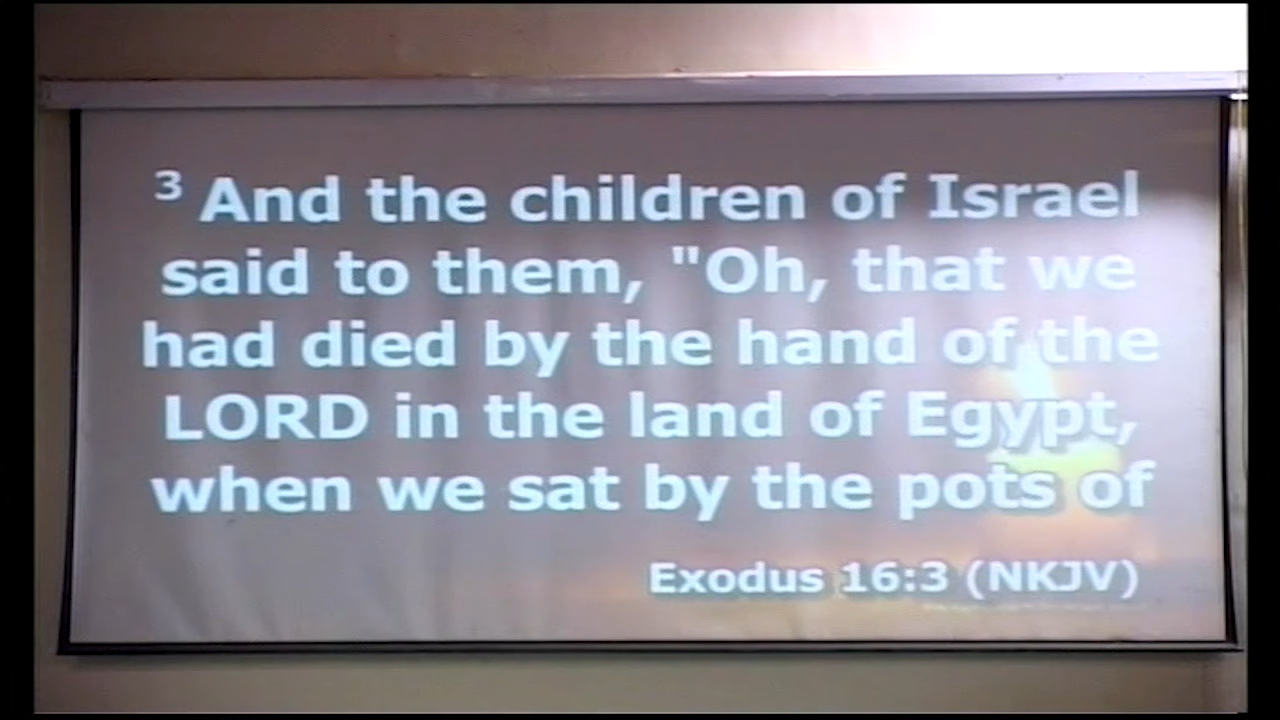 3 And the children of Israel
said to them, "Oh, that we
had died by the hand of the
LORD in the land of Egypt,
when we sat by the pots of
Exodus 16:3 (NKJV)